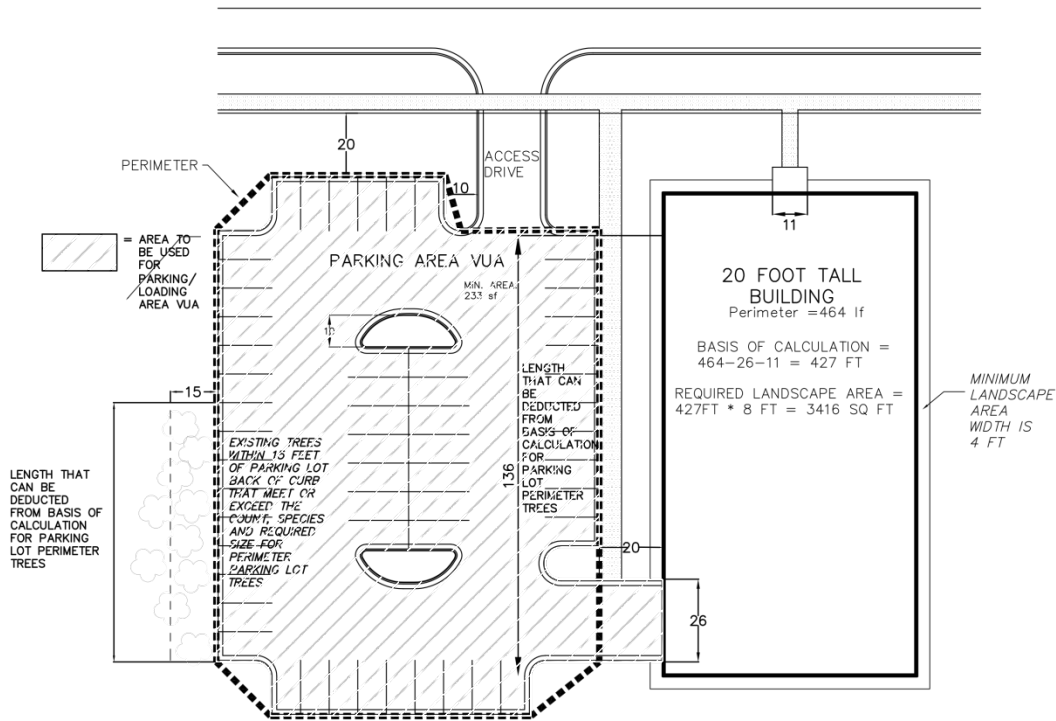 20
PERIMETER
10
ACCESS
DRIVE
11
= AREA TO
BE USED
FOR
PARKING/
LOADING
AREA VUA
PARKING AREA VUA
MIN. AREA
233 sf
20 FOOT TALL
BUILDING
Perimeter =464 lf
BASIS OF CALCULATION =
464-26-11 = 427 FT
REQUIRED LANDSCAPE AREA =
427FT * 8 FT = 3416 SQ FT
MINIMUM
LANDSCAPE
AREA
WIDTH IS
4 FT
LENGTH
THAT CAN
BE
DEDUCTED
FROM
BASIS OF
CALCULATION
FOR
PARKING
LOT
PERIMETER
TREES
136
15
EXISTING TREES
WITHIN 15 FEET
OF PARKING LOT
BACK OF CURB
THAT MEET OR
EXCEED THE
COUNT, SPECIES
AND REQUIRED
SIZE FOR
PERIMETER
PARKING LOT
TREES
LENGTH THAT
CAN BE
DEDUCTED
FROM BASIS OF
CALCULATION
FOR PARKING
LOT PERIMETER
TREES
20
26